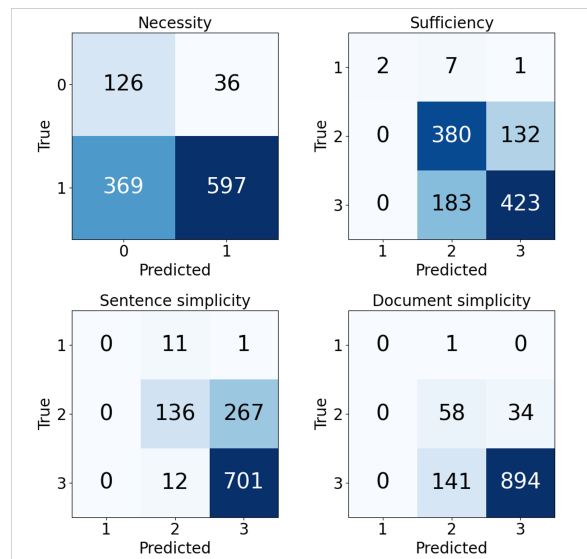 Necessity
0 126 36
1 369 597
0 1
Predicted
True
Sufficiency
1 2 7 1
2 0 380 132
3 0 183 423
1 2 3
Predicted
True
Sentence simplicity
1 0 11 1
2 0 136 267
3 0 12 701
1 2 3
Predicted
True
Document simplicity
1 0 1 0
2 0 58 34
3 0 141 894
1 2 3
Predicted
True